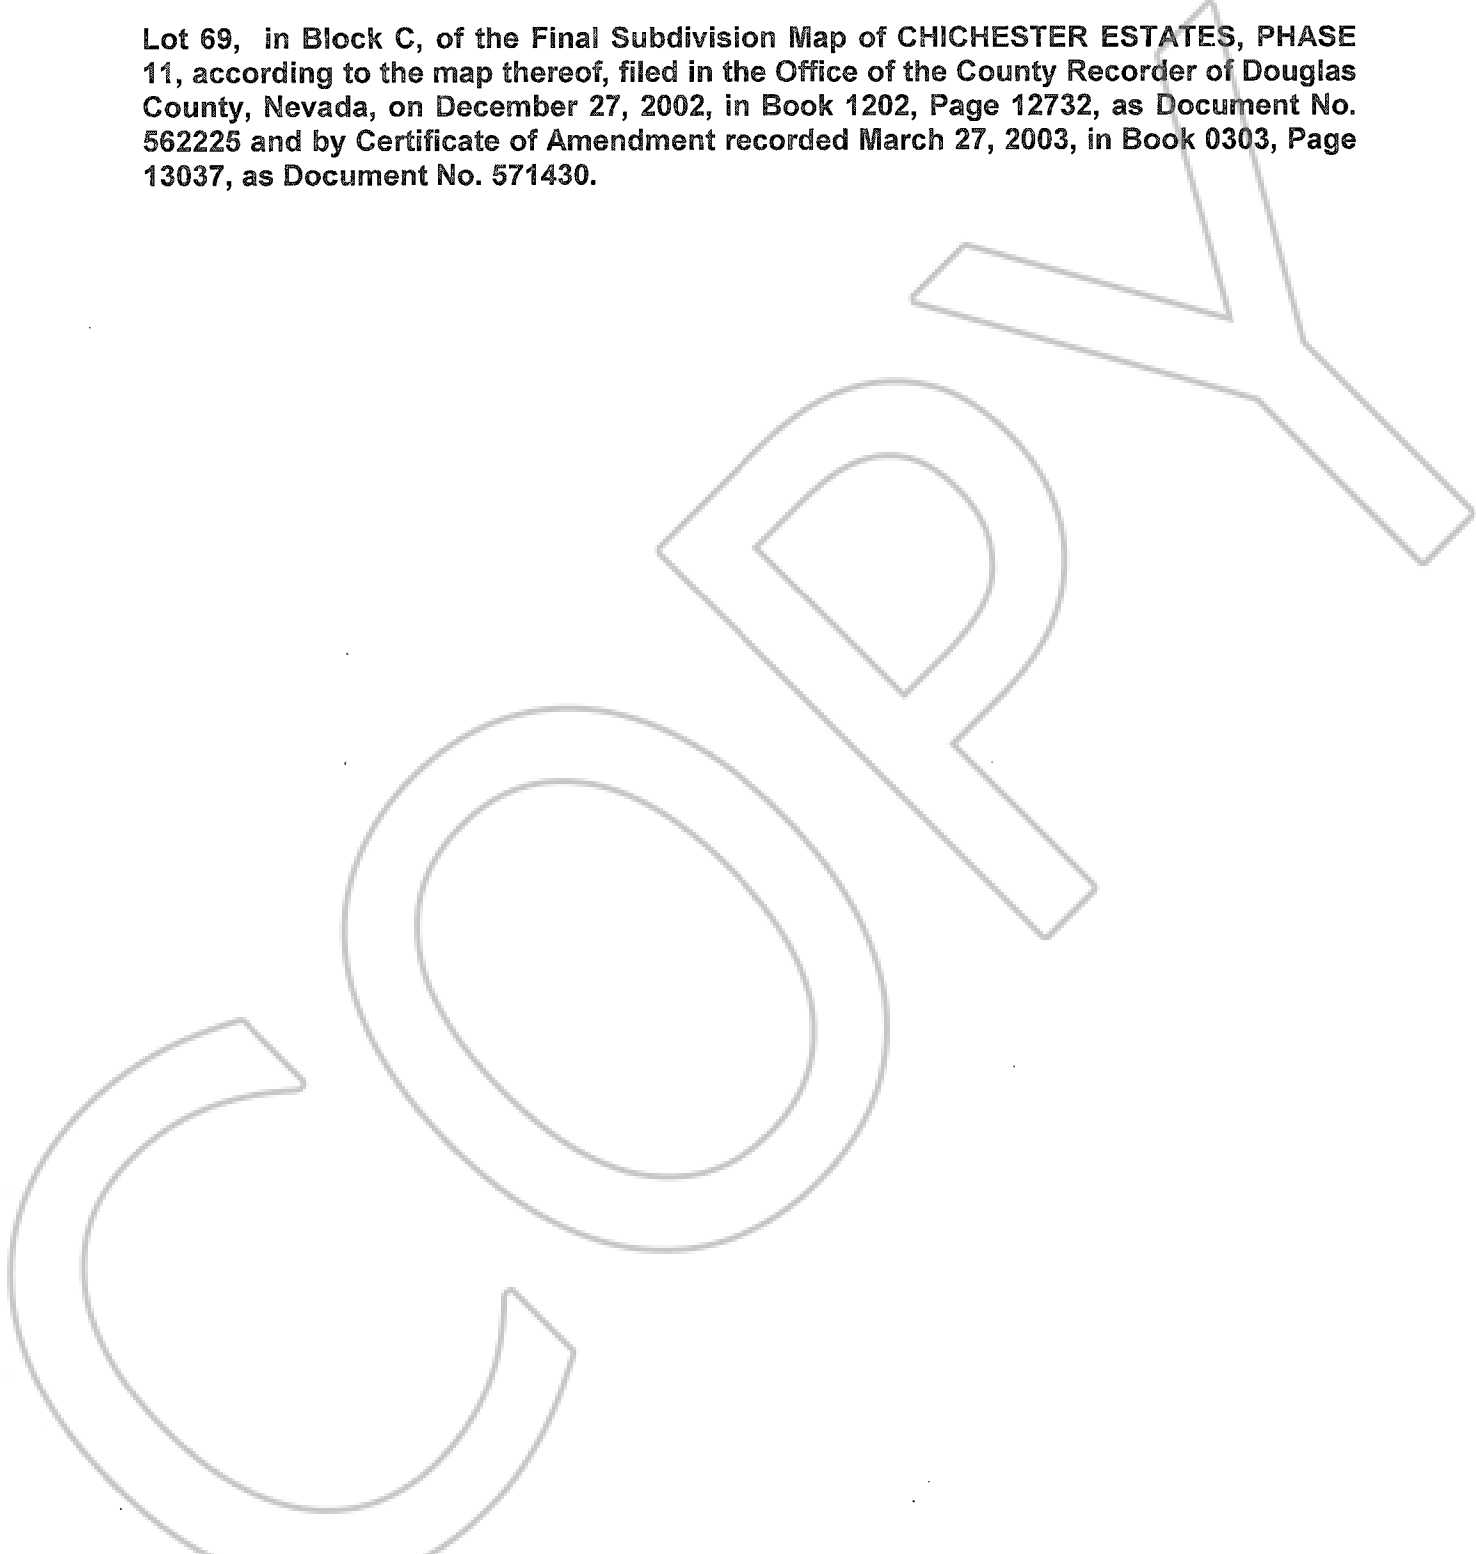 Lot 69, in Block C, of the Final Subdivision Map of CHICHESTER ESTATES, PHASE
11, according to the map thereof, filed in the Office of the County Recorder of Douglas
County, Nevada, on December 27, 2002, in Book 1202, Page 12732, as Document No.
562225 and by Certificate of Amendment recorded March 27, 2003, in Book 0303, Page
13037, as Document No. 571430.
COPY